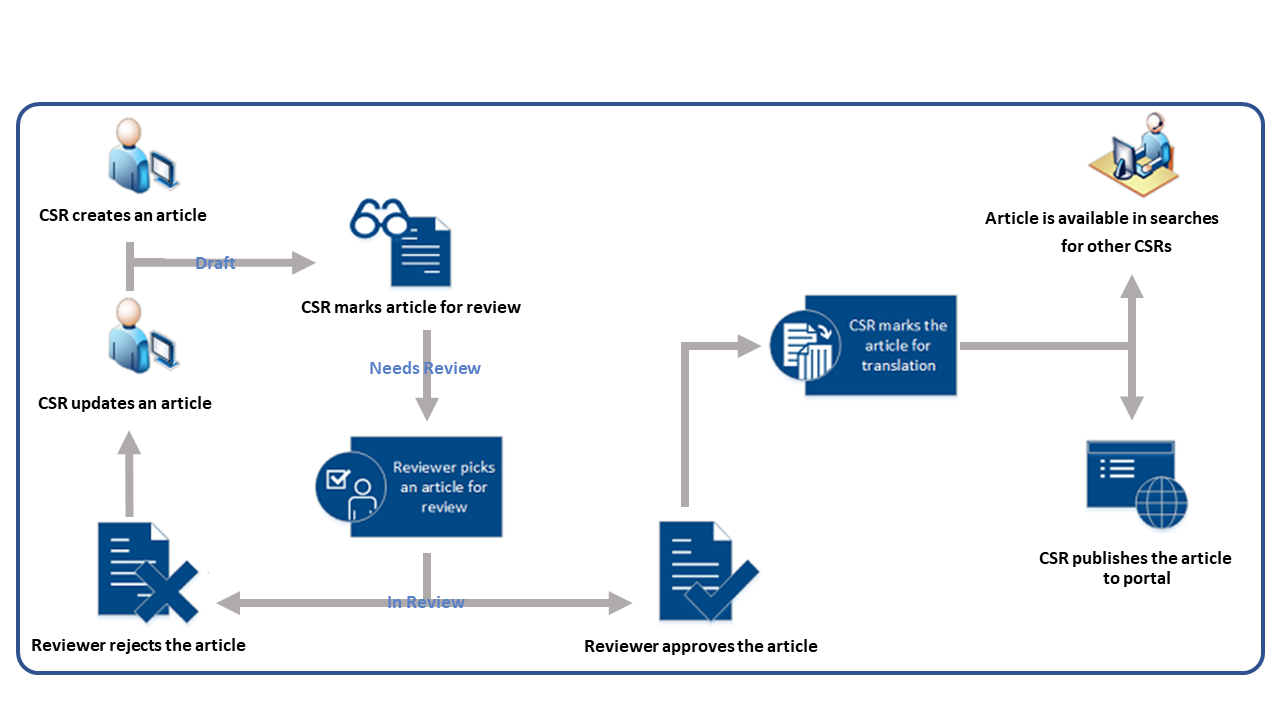 CSR creates an article
Draft
CSR marks article for review
CSR updates an article
Needs Review
Reviewer picks
an article for
review
In Review
Reviewer rejects the article
Reviewer approves the article
CSR marks the
article for
translation
Article is available in searches
for other CSRs
CSR publishes the article
to portal